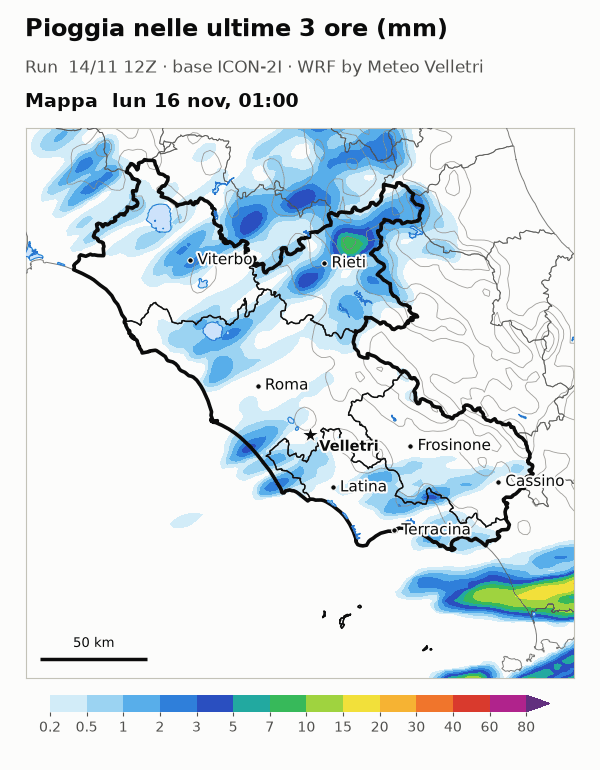 Pioggia nelle ultime 3 ore (mm)
Run 14/11 12Z · base ICON-2I · WRF by Meteo Velletri
Mappa lun 16 nov, 01:00
Viterbo
Rieti
Roma
Velletri
Frosinone
Latina
Cassino
Terracina
50 km
0.2 0.5 1 2 3 5 7 10 15 20 30 40 60 80